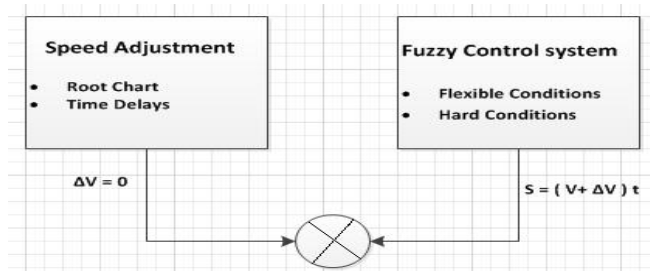 Speed Adjustment
• Root Chart
• Time Delays
Fuzzy Control system
• Flexible Conditions
• Hard Conditions
ΔV = 0
S = ( V+ ΔV ) t